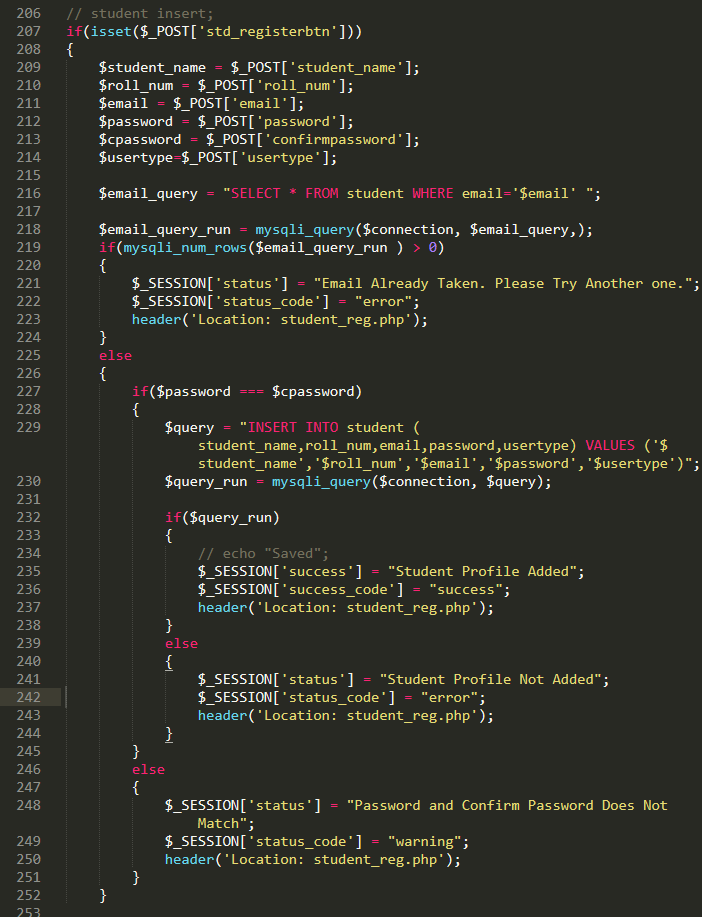 206 // student insert;
207 if(isset($_POST['std_registerbtn']))
208 {
209 $student_name = $_POST['student_name'];
210 $roll_num = $_POST['roll_num'];
211 $email = $_POST['email'];
212 $password = $_POST['password'];
213 $cpassword = $_POST['confirmpassword'];
214 $usertype=$_POST['usertype'];
215
216 $email_query = "SELECT * FROM student WHERE email='$email' ";
217
218 $email_query_run = mysqli_query($connection, $email_query,);
219 if(mysqli_num_rows($email_query_run ) > 0)
220 {
221 $_SESSION['status'] = "Email Already Taken. Please Try Another one.";
222 $_SESSION['status_code'] = "error";
223 header('Location: student_reg.php');
224 }
225 else
226 {
227 if($password === $cpassword)
228 {
229 $query = "INSERT INTO student (
student_name,roll_num,email,password,usertype) VALUES ('$
student_name','$roll_num','$email','$password','$usertype')";
230 $query_run = mysqli_query($connection, $query);
231
232 if($query_run)
233 {
234 // echo "Saved";
235 $_SESSION['success'] = "Student Profile Added";
236 $_SESSION['success_code'] = "success";
237 header('Location: student_reg.php');
238 }
239 else
240 {
241 $_SESSION['status'] = "Student Profile Not Added";
242 $_SESSION['status_code'] = "error";
243 header('Location: student_reg.php');
244 }
245 }
246 else
247 {
248 $_SESSION['status'] = "Password and Confirm Password Does Not
Match";
249 $_SESSION['status_code'] = "warning";
250 header('Location: student_reg.php');
251 }
252 }
253